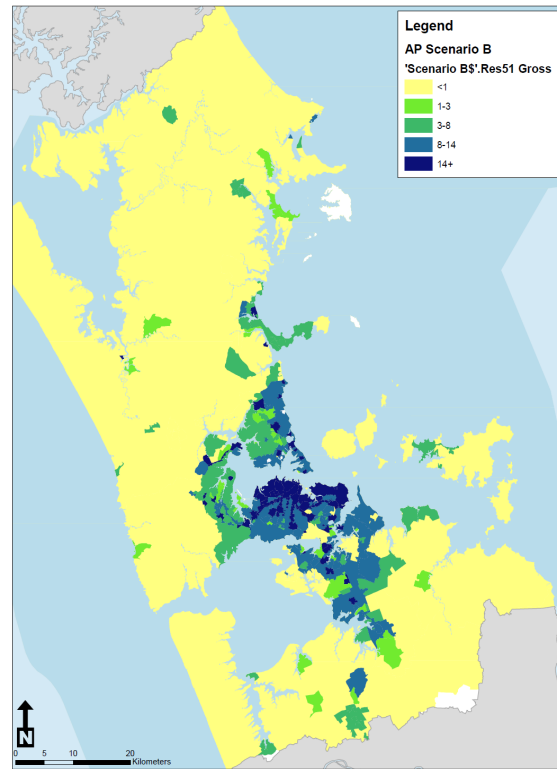 Legend
AP Scenario B
'Scenario B$'.Res51 Gross
<1
1-3
3-8
8-14
14+
N
0 5 10 20
Kilometers